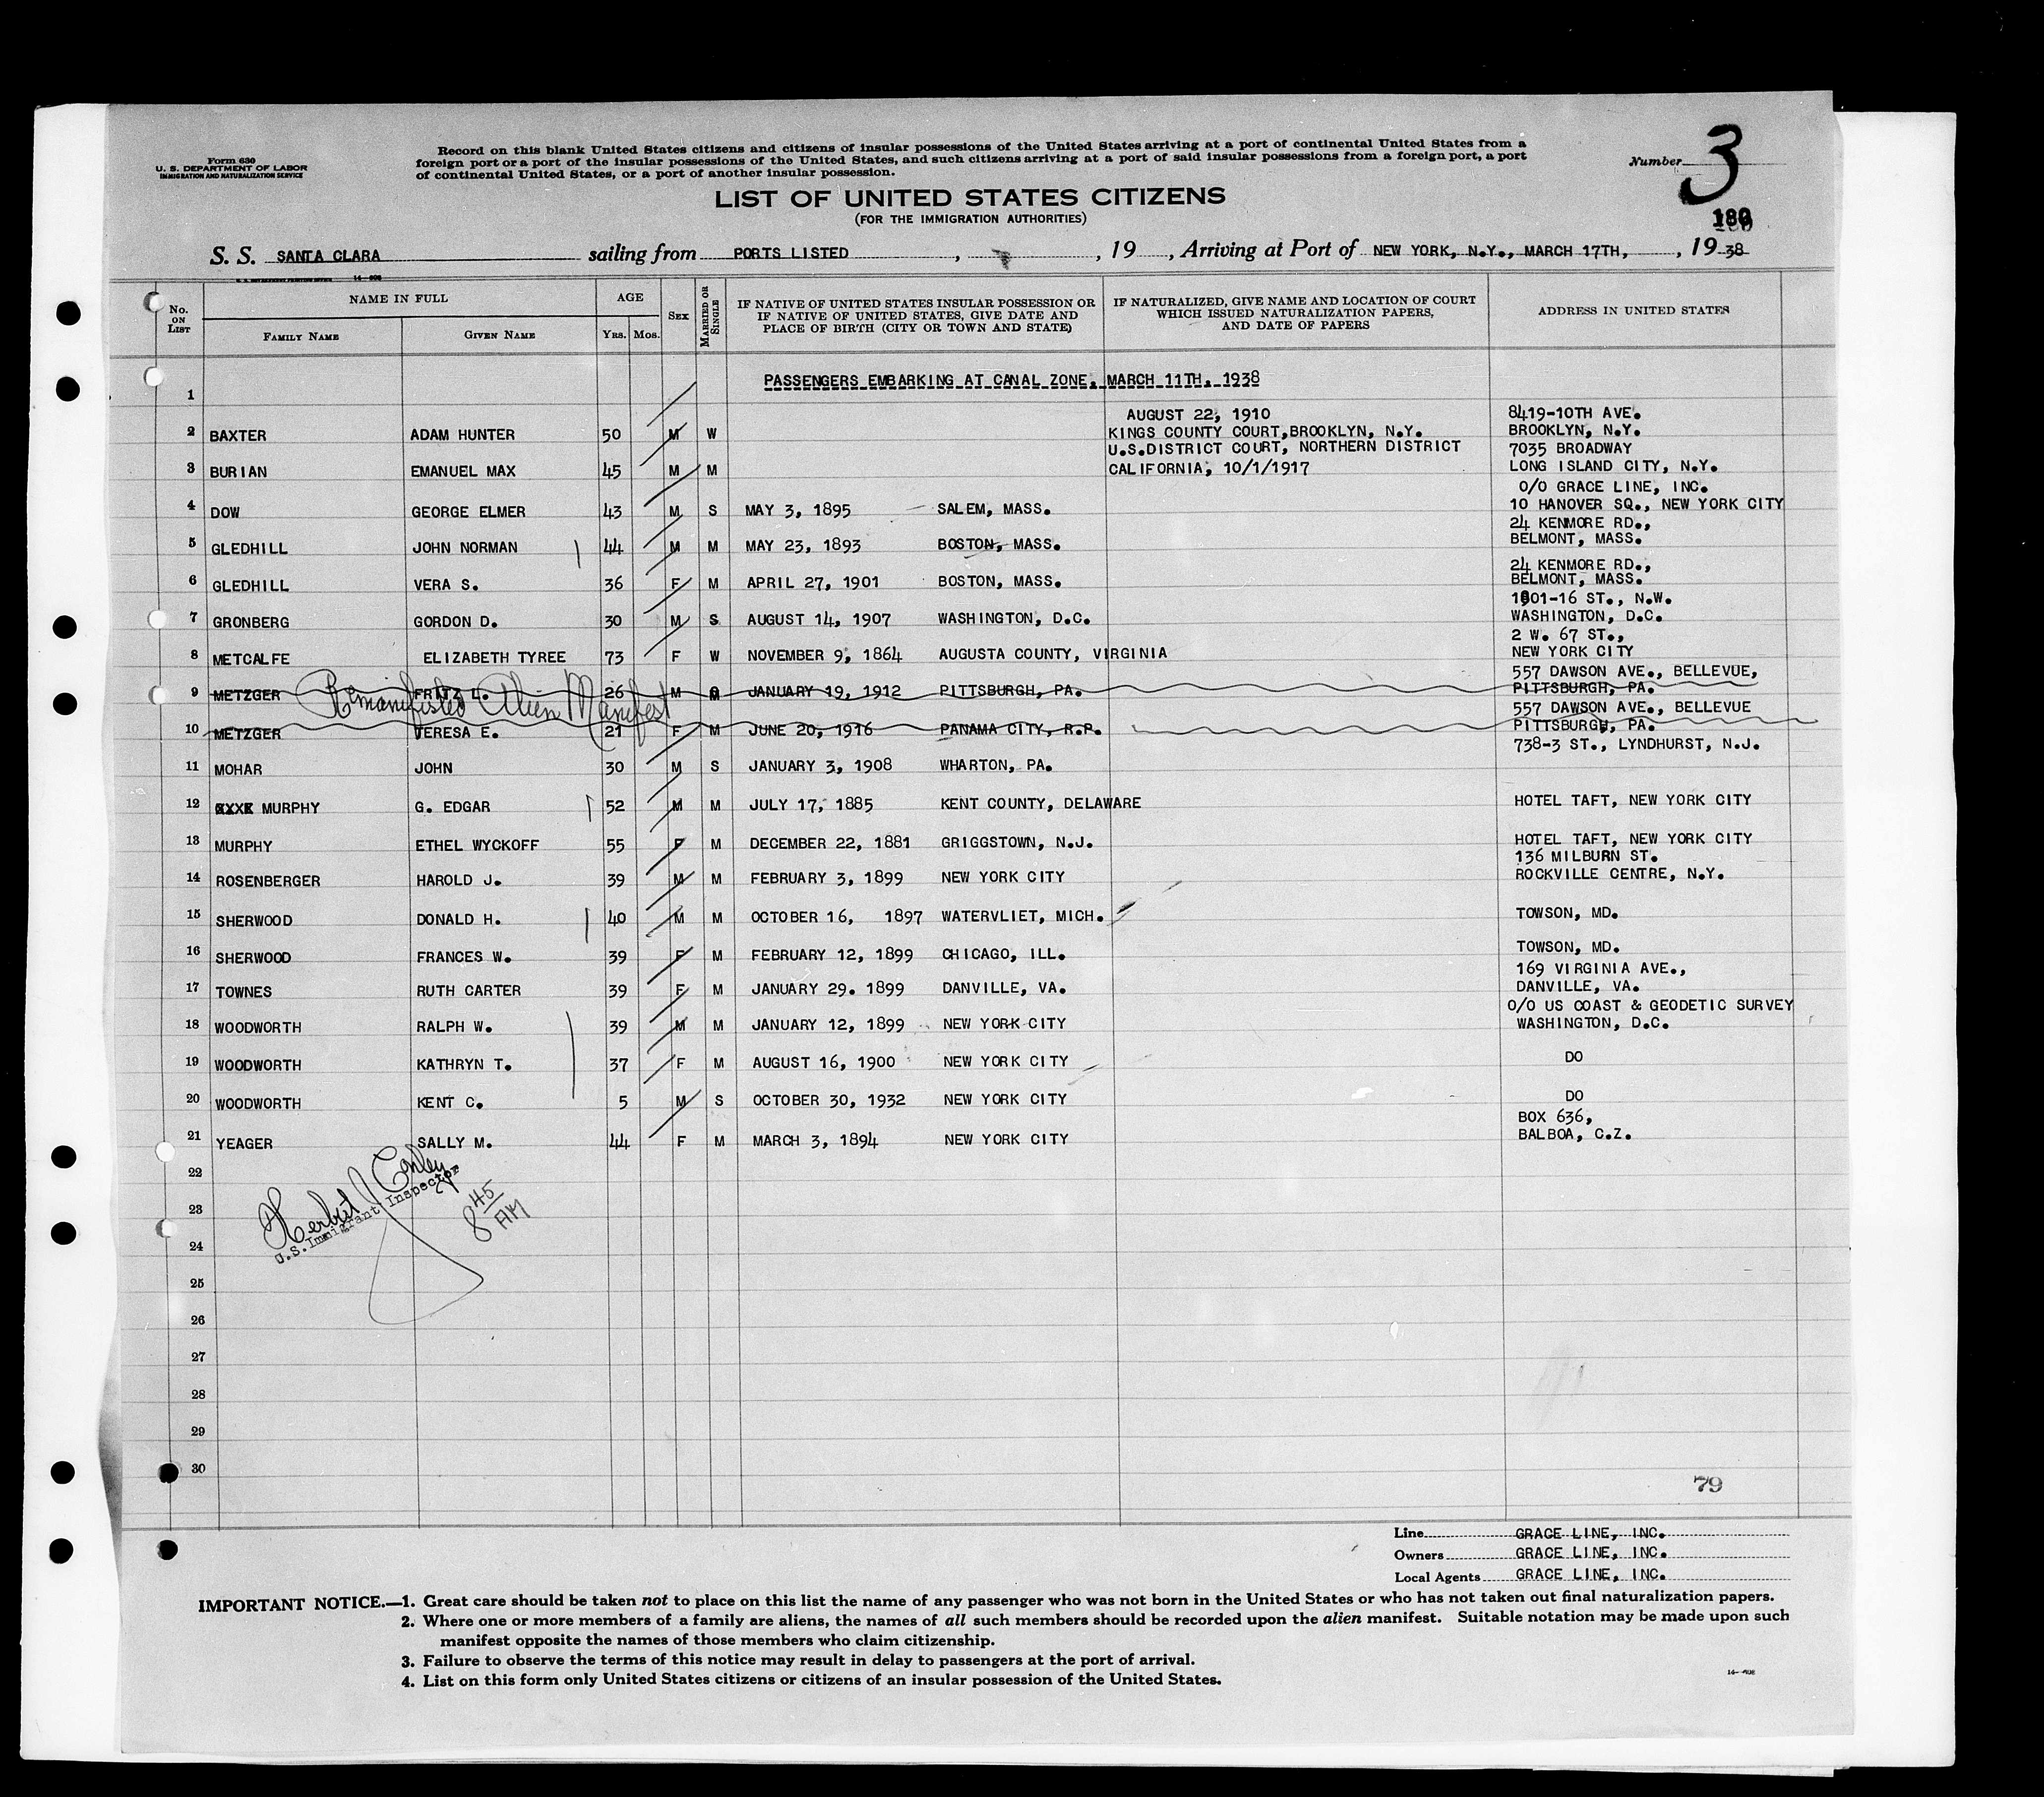 Form 630
U. S. DEPARTMENT OF LABOR
IMMIGRATION AND NATURALIZATION SERVICE
Record on this blank United States citizens and citizens of insular possessions of the United States arriving at a port of continental United States from a
foreign port or a port of the insular possessions of the United States, and such citizens arriving at a port of said insular possessions from a foreign port, a port
of continental United States, or a port of another insular possession.
Number 3
LIST OF UNITED STATES CITIZENS
(FOR THE IMMIGRATION AUTHORITIES)
S. S. SANTA CLARA sailing from PORTS LISTED , , 19 , Arriving at Port of NEW YORK, N.Y., MARCH 17TH, , 19 38
No. ON LIST
NAME IN FULL
FAMILY NAME
GIVEN NAME
AGE
YRS. MOS.
SEX
MARRIED OR SINGLE
IF NATIVE OF UNITED STATES INSULAR POSSESSION OR
IF NATIVE OF UNITED STATES, GIVE DATE AND
PLACE OF BIRTH (CITY OR TOWN AND STATE)
IF NATURALIZED, GIVE NAME AND LOCATION OF COURT
WHICH ISSUED NATURALIZATION PAPERS,
AND DATE OF PAPERS
ADDRESS IN UNITED STATES
1 PASSENGERS EMBARKING AT CANAL ZONE, MARCH 11TH, 1938
AUGUST 22, 1910 8419-10TH AVE.
2 BAXTER ADAM HUNTER 50 M W KINGS COUNTY COURT, BROOKLYN, N.Y. BROOKLYN, N.Y.
U.S.DISTRICT COURT, NORTHERN DISTRICT 7035 BROADWAY
3 BURIAN EMANUEL MAX 45 M M CALIFORNIA, 10/1/1917 LONG ISLAND CITY, N.Y.
O/O GRACE LINE, INC.
4 DOW GEORGE ELMER 43 M S MAY 3, 1895 SALEM, MASS. 10 HANOVER SQ., NEW YORK CITY
24 KENMORE RD.,
5 GLEDHILL JOHN NORMAN 44 M M MAY 23, 1893 BOSTON, MASS. BELMONT, MASS.
24 KENMORE RD.,
6 GLEDHILL VERA S. 36 F M APRIL 27, 1901 BOSTON, MASS. BELMONT, MASS.
1901-16 ST., N.W.
7 GRONBERG GORDON D. 30 M S AUGUST 14, 1907 WASHINGTON, D.C. WASHINGTON, D.C.
2 W. 67 ST.,
8 METCALFE ELIZABETH TYREE 73 F W NOVEMBER 9, 1864 AUGUSTA COUNTY, VIRGINIA NEW YORK CITY
557 DAWSON AVE., BELLEVUE,
9 METZGER FRITZ L. 26 M M JANUARY 19, 1912 PITTSBURGH, PA. PITTSBURGH, PA.
Remanifested Alien Manifest
557 DAWSON AVE., BELLEVUE
10 METZGER TERESA E. 21 F M JUNE 20, 1916 PANAMA CITY, R.P. PITTSBURGH, PA.
738-3 ST., LYNDHURST, N.J.
11 MOHAR JOHN 30 M S JANUARY 3, 1908 WHARTON, PA.
12 MURPHY G. EDGAR 52 M M JULY 17, 1885 KENT COUNTY, DELAWARE HOTEL TAFT, NEW YORK CITY
13 MURPHY ETHEL WYCKOFF 55 F M DECEMBER 22, 1881 GRIGGSTOWN, N.J. HOTEL TAFT, NEW YORK CITY
136 MILBURN ST.
14 ROSENBERGER HAROLD J. 39 M M FEBRUARY 3, 1899 NEW YORK CITY ROCKVILLE CENTRE, N.Y.
15 SHERWOOD DONALD H. 40 M M OCTOBER 16, 1897 WATERVLIET, MICH. TOWSON, MD.
16 SHERWOOD FRANCES W. 39 F M FEBRUARY 12, 1899 CHICAGO, ILL. TOWSON, MD.
169 VIRGINIA AVE.,
17 TOWNES RUTH CARTER 39 F M JANUARY 29. 1899 DANVILLE, VA. DANVILLE, VA.
O/O US COAST & GEODETIC SURVEY
18 WOODWORTH RALPH W. 39 M M JANUARY 12, 1899 NEW YORK CITY WASHINGTON, D.C.
19 WOODWORTH KATHRYN T. 37 F M AUGUST 16, 1900 NEW YORK CITY DO
20 WOODWORTH KENT C. 5 M S OCTOBER 30, 1932 NEW YORK CITY DO
BOX 636,
21 YEAGER SALLY M. 44 F M MARCH 3, 1894 NEW YORK CITY BALBOA, C.Z.
22
Herbert J Conley
U.S. Immigrant Inspector
8 45 AM
23
24
25
26
27
28
29
30
79
Line GRACE LINE, INC.
Owners GRACE LINE, INC.
Local Agents GRACE LINE, INC.
IMPORTANT NOTICE.—1. Great care should be taken not to place on this list the name of any passenger who was not born in the United States or who has not taken out final naturalization papers.
2. Where one or more members of a family are aliens, the names of all such members should be recorded upon the alien manifest. Suitable notation may be made upon such
manifest opposite the names of those members who claim citizenship.
3. Failure to observe the terms of this notice may result in delay to passengers at the port of arrival.
4. List on this form only United States citizens or citizens of an insular possession of the United States.